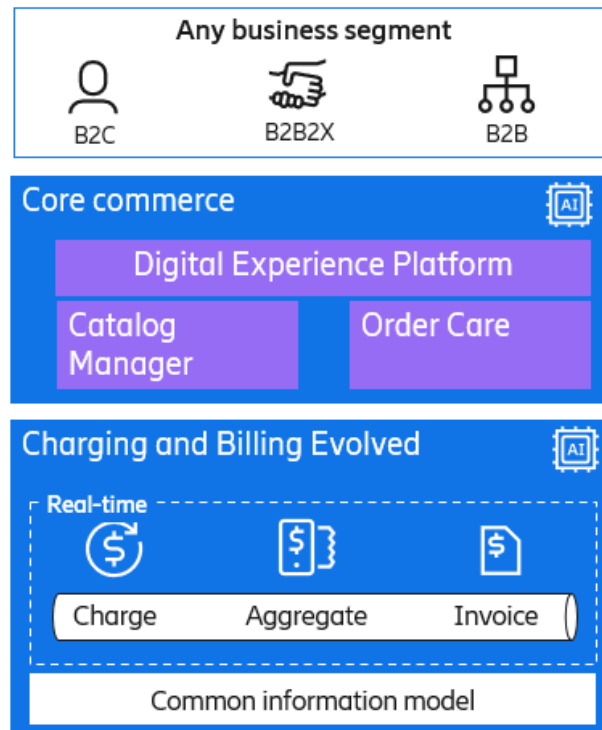 Any business segment
B2C
B2B2X
B2B
Core commerce
AI
Digital Experience Platform
Catalog
Manager
Order Care
Charging and Billing Evolved
AI
Real-time
$
$
$
Charge
Aggregate
Invoice
Common information model